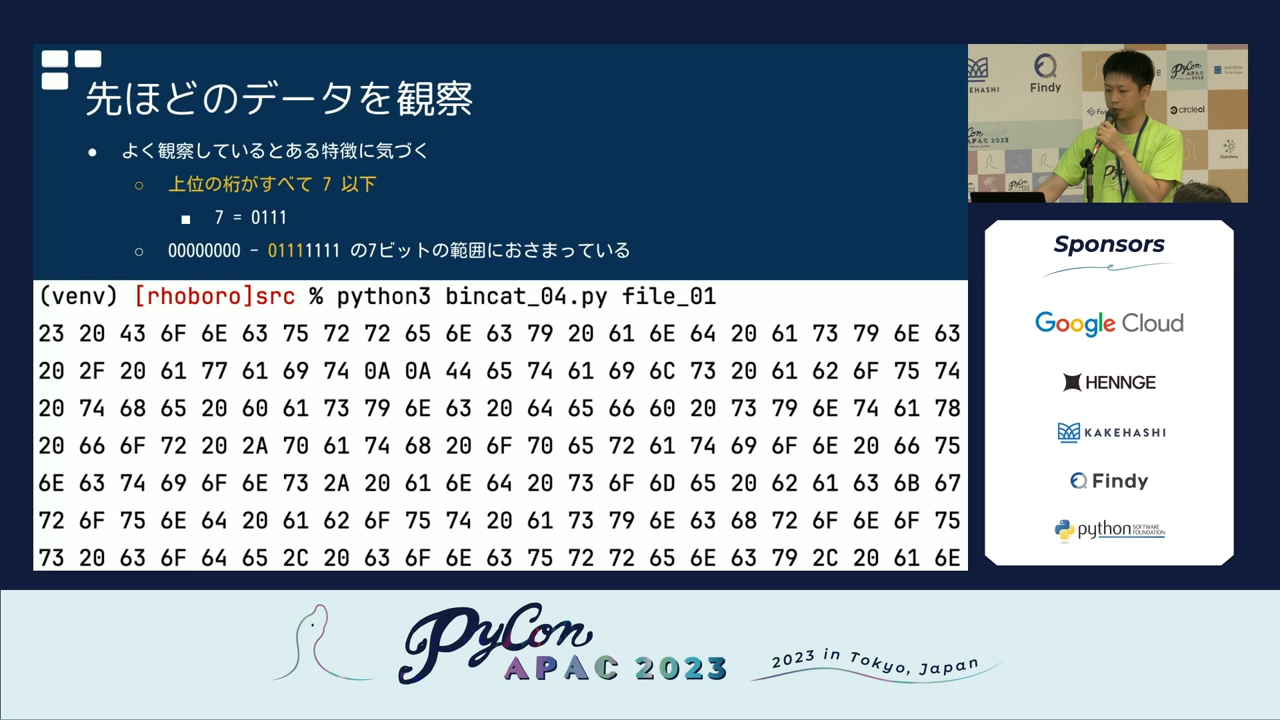 先ほどのデータを観察
● よく観察しているとある特徴に気づく
○ 上位の桁がすべて 7 以下
■ 7 = 0111
○ 00000000 - 01111111 の7ビットの範囲におさまっている
(venv) [rhoboro]src % python3 bincat_04.py file_01
23 20 43 6F 6E 63 75 72 72 65 6E 63 79 20 61 6E 64 20 61 73 79 6E 63
20 2F 20 61 77 61 69 74 0A 0A 44 65 74 61 69 6C 73 20 61 62 6F 75 74
20 74 68 65 20 60 61 73 79 6E 63 20 64 65 66 60 20 73 79 6E 74 61 78
20 66 6F 72 20 2A 70 61 74 68 20 6F 70 65 72 61 74 69 6F 6E 20 66 75
6E 63 74 69 6F 6E 73 2A 20 61 6E 64 20 73 6F 6D 65 20 62 61 63 6B 67
72 6F 75 6E 64 20 61 62 6F 75 74 20 61 73 79 6E 63 68 72 6F 6E 6F 75
73 20 63 6F 64 65 2C 20 63 6F 6E 63 75 72 72 65 6E 63 79 2C 20 61 6E
Findy
PyCon APAC 2023
circleci
Sponsors
Google Cloud
HENNGE
KAKEHASHI
Findy
python SOFTWARE FOUNDATION
PyCon
APAC 2023
2023 in Tokyo, Japan